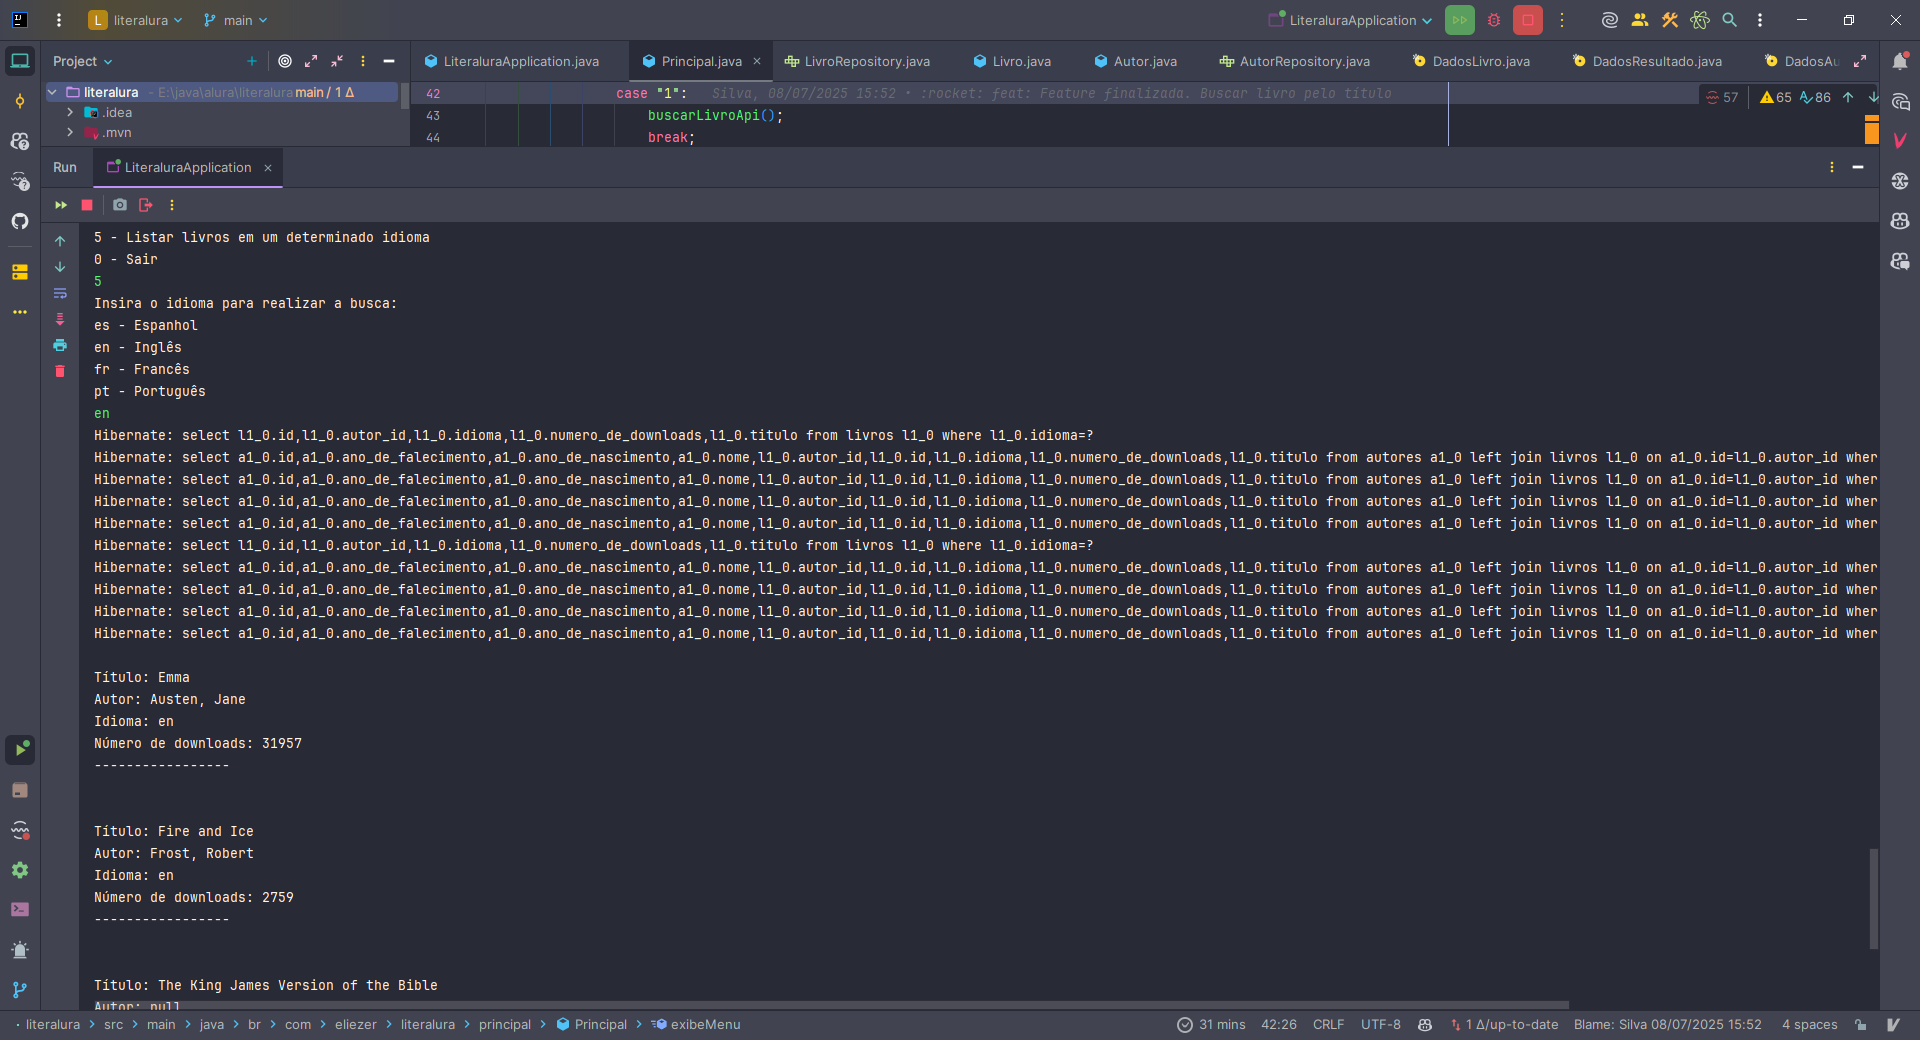 L literalura main LiteraluraApplication
Project
LiteraluraApplication.java Principal.java LivroRepository.java Livro.java Autor.java AutorRepository.java DadosLivro.java DadosResultado.java DadosAu
literalura - E:\java\alura\literalura main / 1 Δ
.idea
.mvn
42 case "1": Silva, 08/07/2025 15:52 • :rocket: feat: Feature finalizada. Buscar livro pelo titulo
57 65 86
43 buscarLivroApi();
44 break;
Run LiteraluraApplication
5 - Listar livros em um determinado idioma
0 - Sair
5
Insira o idioma para realizar a busca:
es - Espanhol
en - Inglês
fr - Francês
pt - Português
en
Hibernate: select l1_0.id,l1_0.autor_id,l1_0.idioma,l1_0.numero_de_downloads,l1_0.titulo from livros l1_0 where l1_0.idioma=?
Hibernate: select a1_0.id,a1_0.ano_de_falecimento,a1_0.ano_de_nascimento,a1_0.nome,l1_0.autor_id,l1_0.id,l1_0.idioma,l1_0.numero_de_downloads,l1_0.titulo from autores a1_0 left join livros l1_0 on a1_0.id=l1_0.autor_id wher
Hibernate: select a1_0.id,a1_0.ano_de_falecimento,a1_0.ano_de_nascimento,a1_0.nome,l1_0.autor_id,l1_0.id,l1_0.idioma,l1_0.numero_de_downloads,l1_0.titulo from autores a1_0 left join livros l1_0 on a1_0.id=l1_0.autor_id wher
Hibernate: select a1_0.id,a1_0.ano_de_falecimento,a1_0.ano_de_nascimento,a1_0.nome,l1_0.autor_id,l1_0.id,l1_0.idioma,l1_0.numero_de_downloads,l1_0.titulo from autores a1_0 left join livros l1_0 on a1_0.id=l1_0.autor_id wher
Hibernate: select a1_0.id,a1_0.ano_de_falecimento,a1_0.ano_de_nascimento,a1_0.nome,l1_0.autor_id,l1_0.id,l1_0.idioma,l1_0.numero_de_downloads,l1_0.titulo from autores a1_0 left join livros l1_0 on a1_0.id=l1_0.autor_id wher
Hibernate: select l1_0.id,l1_0.autor_id,l1_0.idioma,l1_0.numero_de_downloads,l1_0.titulo from livros l1_0 where l1_0.idioma=?
Hibernate: select a1_0.id,a1_0.ano_de_falecimento,a1_0.ano_de_nascimento,a1_0.nome,l1_0.autor_id,l1_0.id,l1_0.idioma,l1_0.numero_de_downloads,l1_0.titulo from autores a1_0 left join livros l1_0 on a1_0.id=l1_0.autor_id wher
Hibernate: select a1_0.id,a1_0.ano_de_falecimento,a1_0.ano_de_nascimento,a1_0.nome,l1_0.autor_id,l1_0.id,l1_0.idioma,l1_0.numero_de_downloads,l1_0.titulo from autores a1_0 left join livros l1_0 on a1_0.id=l1_0.autor_id wher
Hibernate: select a1_0.id,a1_0.ano_de_falecimento,a1_0.ano_de_nascimento,a1_0.nome,l1_0.autor_id,l1_0.id,l1_0.idioma,l1_0.numero_de_downloads,l1_0.titulo from autores a1_0 left join livros l1_0 on a1_0.id=l1_0.autor_id wher
Hibernate: select a1_0.id,a1_0.ano_de_falecimento,a1_0.ano_de_nascimento,a1_0.nome,l1_0.autor_id,l1_0.id,l1_0.idioma,l1_0.numero_de_downloads,l1_0.titulo from autores a1_0 left join livros l1_0 on a1_0.id=l1_0.autor_id wher
Título: Emma
Autor: Austen, Jane
Idioma: en
Número de downloads: 31957
-----------------
Título: Fire and Ice
Autor: Frost, Robert
Idioma: en
Número de downloads: 2759
-----------------
Título: The King James Version of the Bible
Autor: null
literalura > src > main > java > br > com > eliezer > literalura > principal > Principal > exibeMenu
31 mins 42:26 CRLF UTF-8 1 Δ/up-to-date Blame: Silva 08/07/2025 15:52 4 spaces